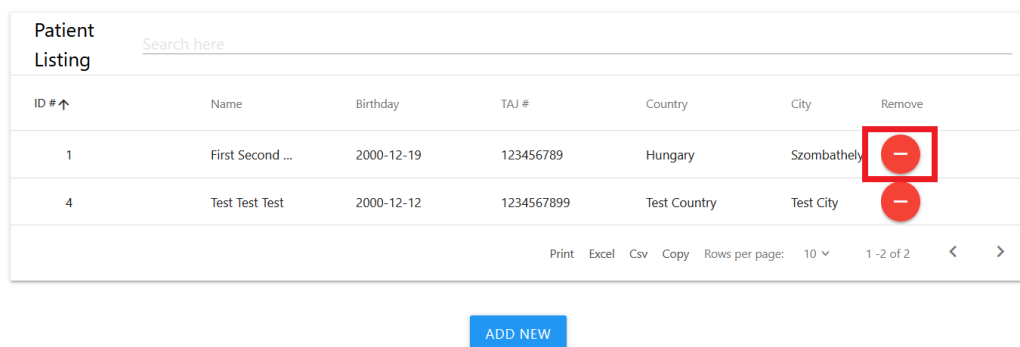 Patient
Listing
Search here
ID # Name Birthday TAJ # Country City Remove
1 First Second ... 2000-12-19 123456789 Hungary Szombathely
4 Test Test Test 2000-12-12 1234567899 Test Country Test City
Print Excel Csv Copy Rows per page: 10 1 -2 of 2
ADD NEW